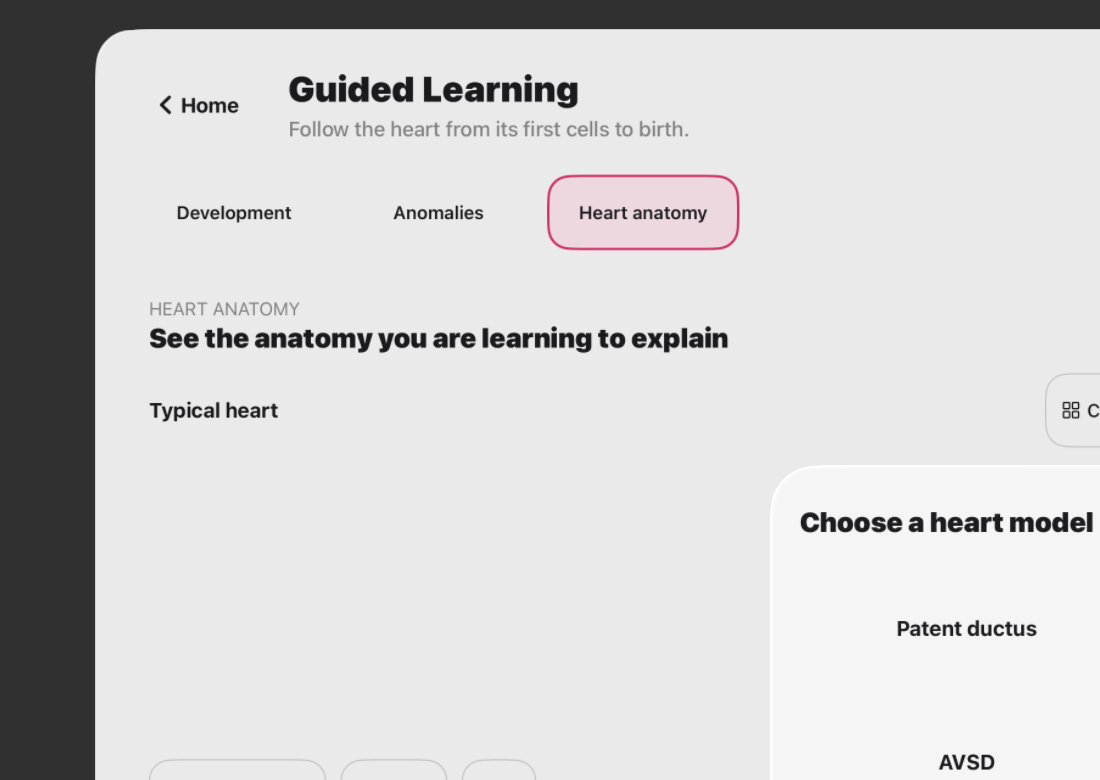 Home
Guided Learning
Follow the heart from its first cells to birth.
Development
Anomalies
Heart anatomy
HEART ANATOMY
See the anatomy you are learning to explain
Typical heart
C
Choose a heart model
Patent ductus
AVSD